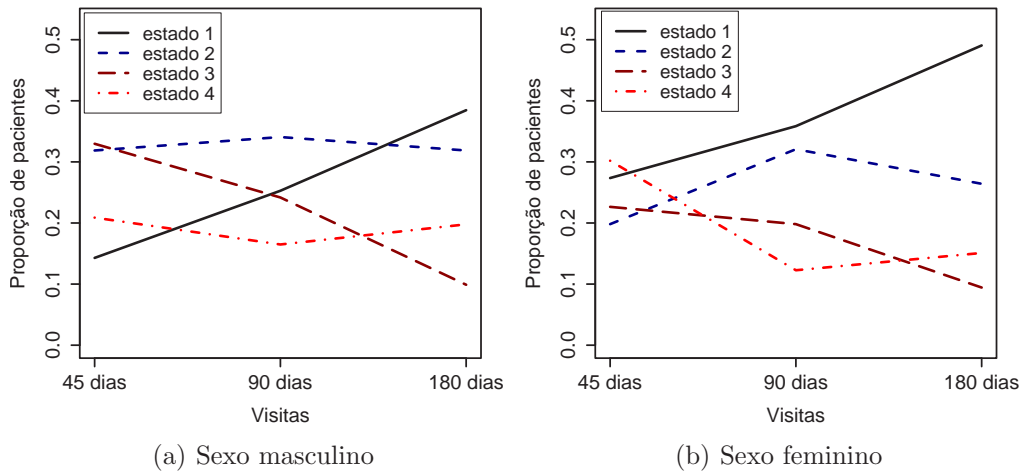 estado 1
estado 2
estado 3
estado 4
Proporção de pacientes
0.0 0.1 0.2 0.3 0.4 0.5
45 dias 90 dias 180 dias
Visitas
(a) Sexo masculino
estado 1
estado 2
estado 3
estado 4
Proporção de pacientes
0.0 0.1 0.2 0.3 0.4 0.5
45 dias 90 dias 180 dias
Visitas
(b) Sexo feminino